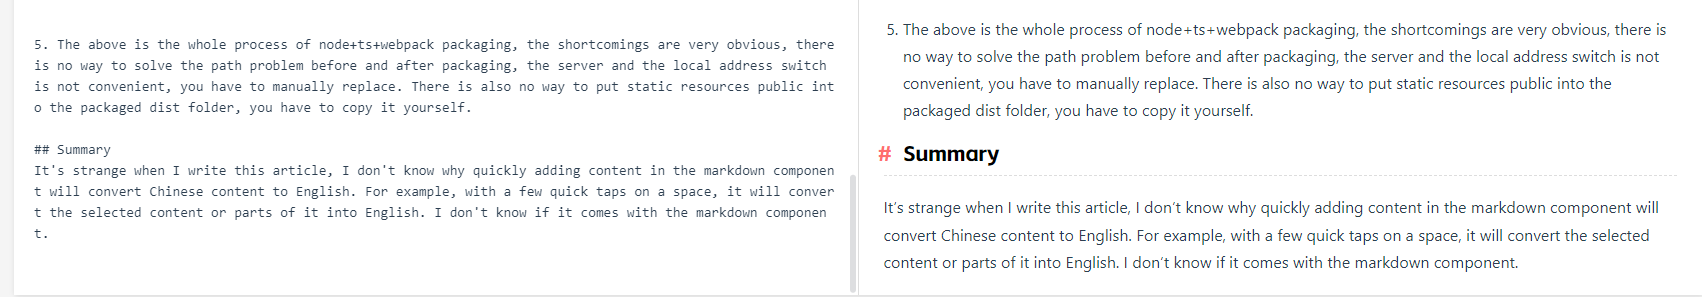 5. The above is the whole process of node+ts+webpack packaging, the shortcomings are very obvious, there
is no way to solve the path problem before and after packaging, the server and the local address switch
is not convenient, you have to manually replace. There is also no way to put static resources public int
o the packaged dist folder, you have to copy it yourself.
## Summary
It's strange when I write this article, I don't know why quickly adding content in the markdown componen
t will convert Chinese content to English. For example, with a few quick taps on a space, it will conver
t the selected content or parts of it into English. I don't know if it comes with the markdown componen
t.
5. The above is the whole process of node+ts+webpack packaging, the shortcomings are very obvious, there is
no way to solve the path problem before and after packaging, the server and the local address switch is not
convenient, you have to manually replace. There is also no way to put static resources public into the
packaged dist folder, you have to copy it yourself.
# Summary
It’s strange when I write this article, I don’t know why quickly adding content in the markdown component will
convert Chinese content to English. For example, with a few quick taps on a space, it will convert the selected
content or parts of it into English. I don’t know if it comes with the markdown component.